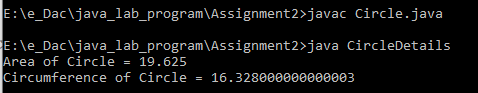 E:\e_Dac\java_lab_program\Assignment2>javac Circle.java
E:\e_Dac\java_lab_program\Assignment2>java CircleDetails
Area of Circle = 19.625
Circumference of Circle = 16.328000000000003